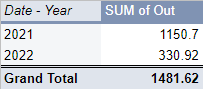 Date - Year SUM of Out
2021 1150.7
2022 330.92
Grand Total 1481.62